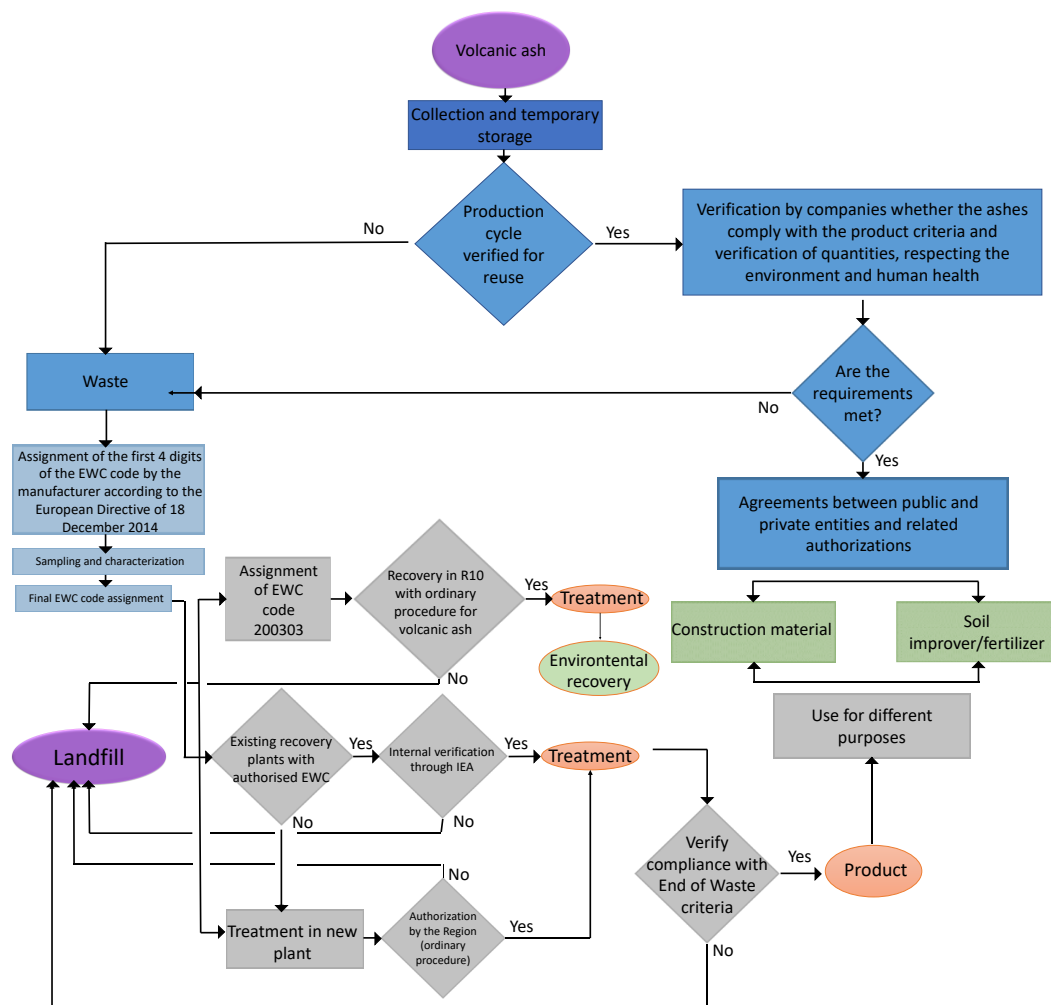 Volcanic ash
Collection and temporary
storage
Production
cycle
verified for
reuse
No
Yes
Verification by companies whether the ashes
comply with the product criteria and
verification of quantities, respecting the
environment and human health
Waste
Are the
requirements
met?
No
Yes
Assignment of the first 4 digits
of the EWC code by the
manufacturer according to the
European Directive of 18
December 2014
Agreements between public and
private entities and related
authorizations
Sampling and characterization
Final EWC code assignment
Assignment
of EWC
code
200303
Recovery in R10
with ordinary
procedure for
volcanic ash
Yes
No
Treatment
Environtental
recovery
Construction material
Soil
improver/fertilizer
Use for different
purposes
Landfill
Existing recovery
plants with
authorised EWC
Yes
No
Internal verification
through IEA
Yes
No
Treatment
Verify
compliance with
End of Waste
criteria
Yes
No
Product
Treatment in new
plant
Authorization
by the Region
(ordinary
procedure)
No
Yes